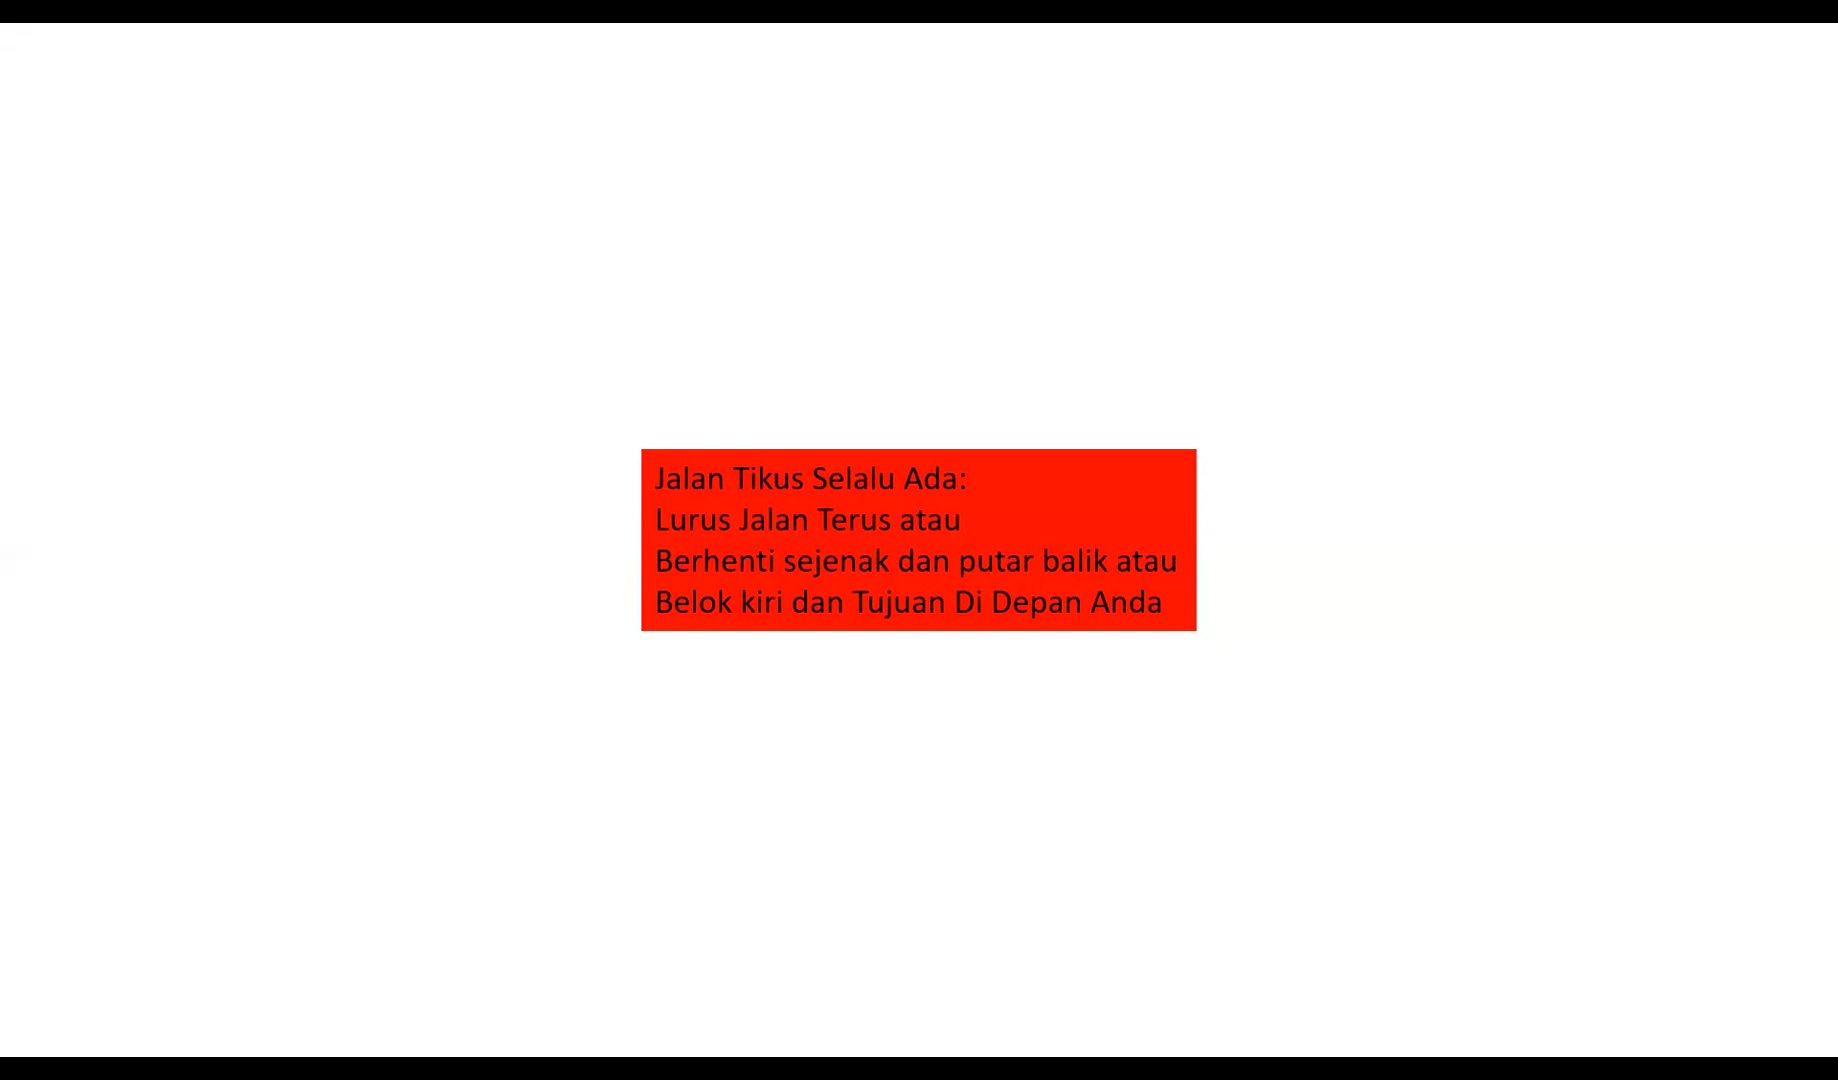 Jalan Tikus Selalu Ada:
Lurus Jalan Terus atau
Berhenti sejenak dan putar balik atau
Belok kiri dan Tujuan Di Depan Anda